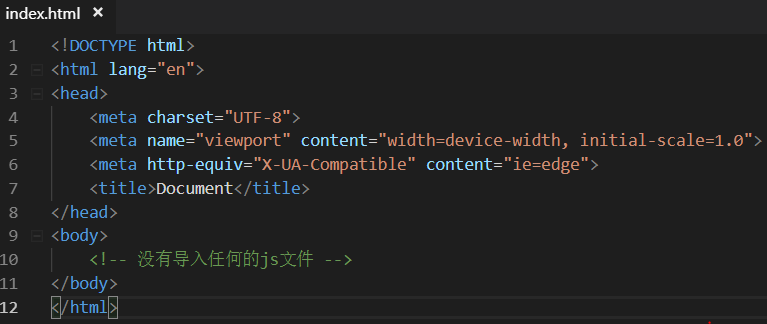 index.html ×
1 <!DOCTYPE html>
2 <html lang="en">
3 <head>
4     <meta charset="UTF-8">
5     <meta name="viewport" content="width=device-width, initial-scale=1.0">
6     <meta http-equiv="X-UA-Compatible" content="ie=edge">
7     <title>Document</title>
8 </head>
9 <body>
10     <!-- 没有导入任何的js文件 -->
11 </body>
12 </html>